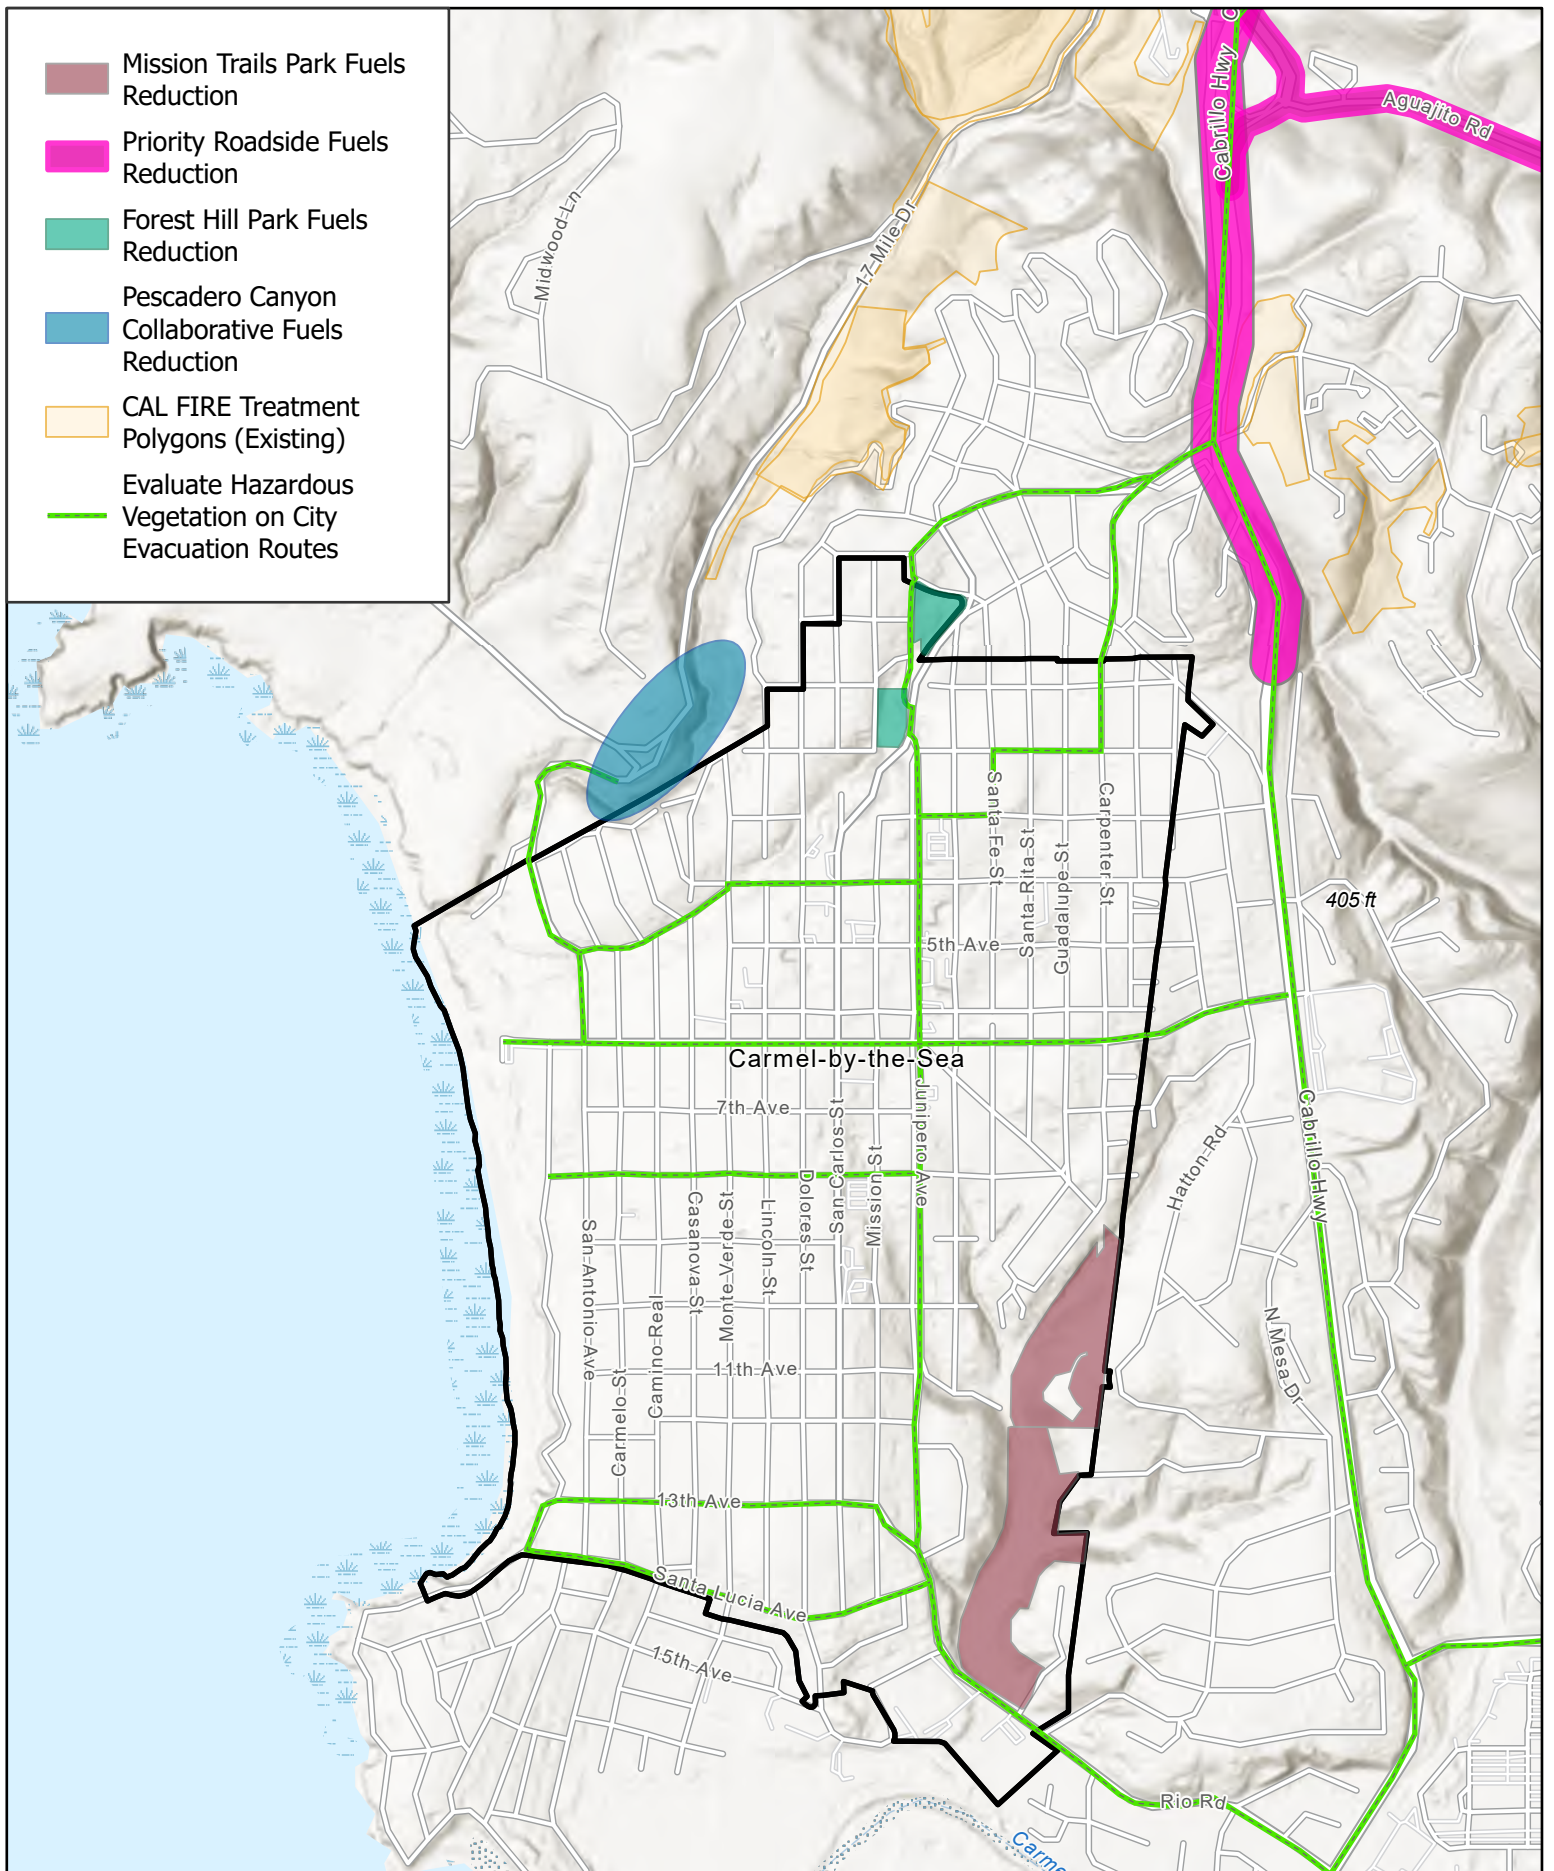 Mission Trails Park Fuels
Reduction
Priority Roadside Fuels
Reduction
Forest Hill Park Fuels
Reduction
Pescadero Canyon
Collaborative Fuels
Reduction
CAL FIRE Treatment
Polygons (Existing)
Evaluate Hazardous
Vegetation on City
Evacuation Routes
Cabrillo Hwy
Aguajito Rd
Midwood Ln
17 Mile Dr
Santa Fe St
Santa Rita St
Guadalupe St
Carpenter St
405 ft
5th Ave
Carmel-by-the-Sea
7th Ave
Junipero Ave
San Carlos St
Mission St
Dolores St
Lincoln St
Monte Verde St
Casanova St
San Antonio Ave
Camino Real
Carmelo St
Hatton Rd
Cabrillo Hwy
N Mesa Dr
11th Ave
13th Ave
Santa Lucia Ave
15th Ave
Rio Rd
Carme